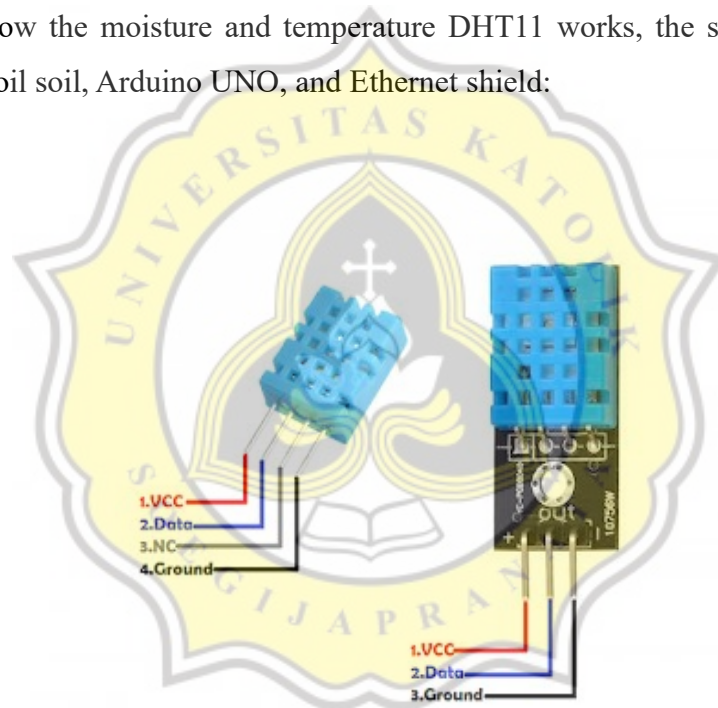 ow the moisture and temperature DHT11 works, the s
oil soil, Arduino UNO, and Ethernet shield:
UNIVERSITAS KATOLIK
SOEGIJAPRANATA
1.VCC
2.Data
3.NC
4.Ground
out
+ -
10756W
1.VCC
2.Data
3.Ground